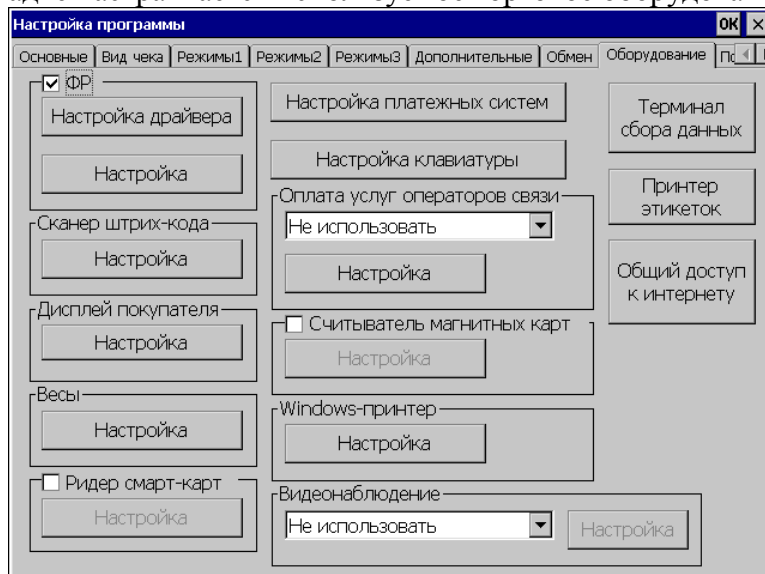 Настройка программы
OK ×
Основные Вид чека Режимы1 Режимы2 Режимы3 Дополнительные Обмен Оборудование
ФР
Настройка драйвера
Настройка
Сканер штрих-кода
Настройка
Дисплей покупателя
Настройка
Весы
Настройка
Ридер смарт-карт
Настройка
Настройка платежных систем
Настройка клавиатуры
Оплата услуг операторов связи
Не использовать
Настройка
Считыватель магнитных карт
Настройка
Windows-принтер
Настройка
Видеонаблюдение
Не использовать
Настройка
Терминал
сбора данных
Принтер
этикеток
Общий доступ
к интернету